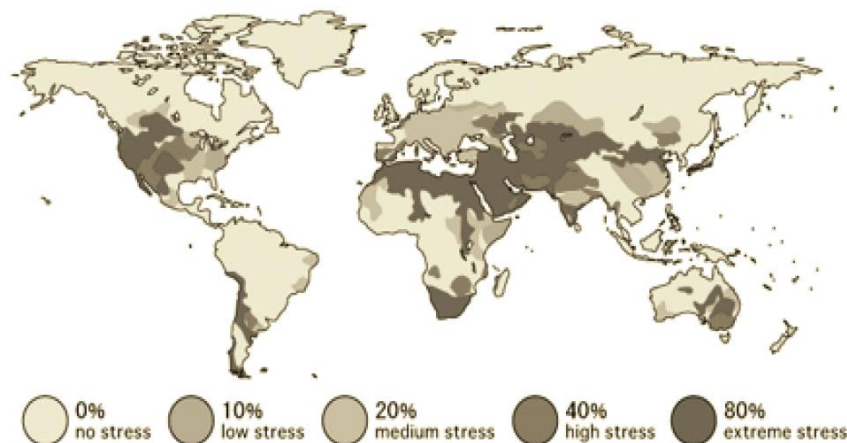 0%
no stress
10%
low stress
20%
medium stress
40%
high stress
80%
extreme stress